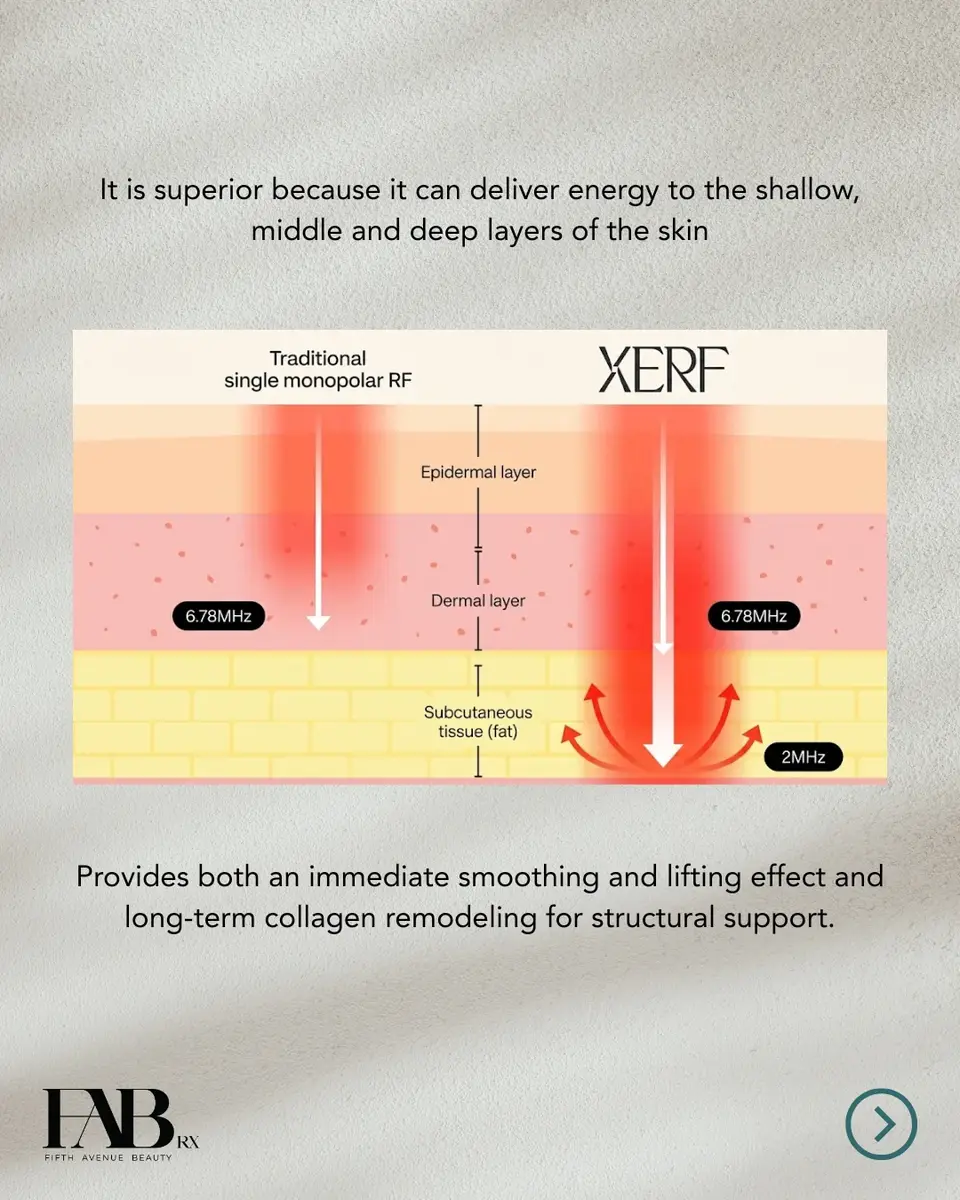 It is superior because it can deliver energy to the shallow,
middle and deep layers of the skin
Traditional
single monopolar RF
XERF
Epidermal layer
Dermal layer
6.78MHz
6.78MHz
Subcutaneous
tissue (fat)
2MHz
Provides both an immediate smoothing and lifting effect and
long-term collagen remodeling for structural support.
FAB RX
FIFTH AVENUE BEAUTY